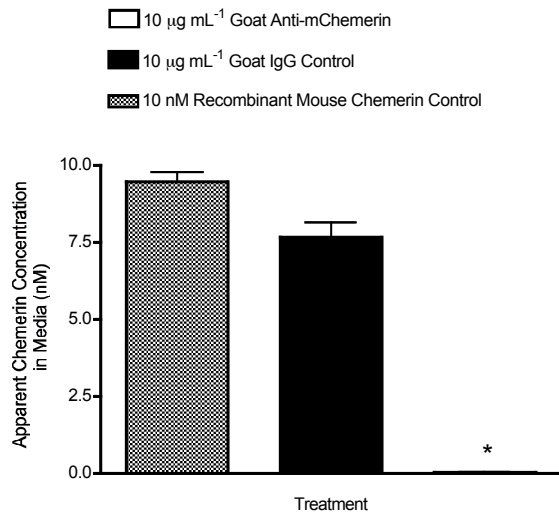 10 μg mL⁻¹ Goat Anti-mChemerin
10 μg mL⁻¹ Goat IgG Control
10 nM Recombinant Mouse Chemerin Control
Apparent Chemerin Concentration
in Media (nM)
10.0
7.5
5.0
2.5
0.0
*
Treatment